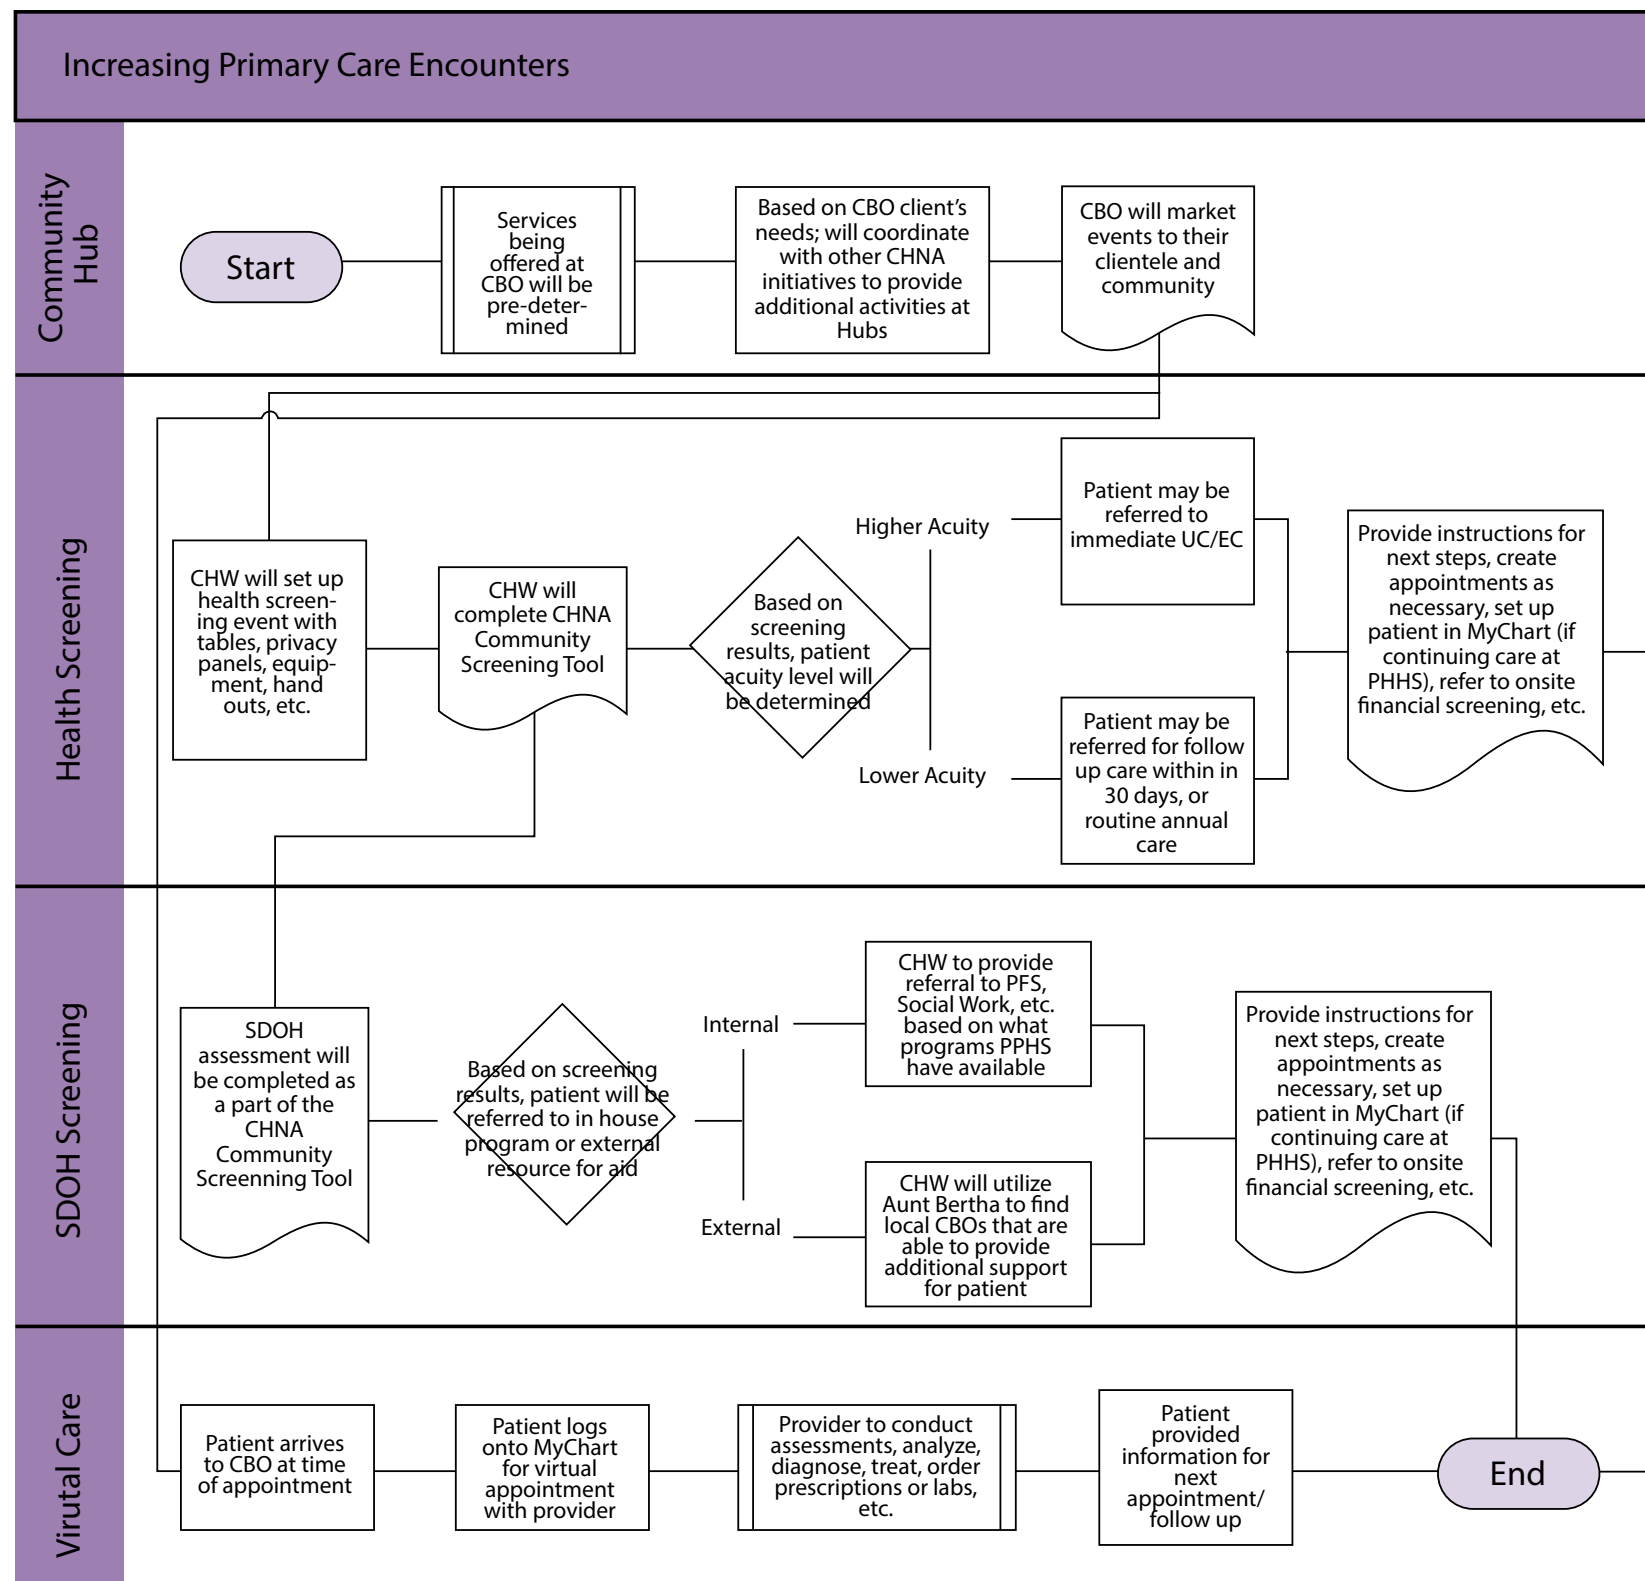 Increasing Primary Care Encounters
Community
Hub
Start
Services
being
offered at
CBO will be
pre-deter-
mined
Based on CBO client's
needs; will coordinate
with other CHNA
initiatives to provide
additional activities at
Hubs
CBO will market
events to their
clientele and
community
Health Screening
CHW will set up
health screen-
ing event with
tables, privacy
panels, equip-
ment, hand
outs, etc.
CHW will
complete CHNA
Community
Screening Tool
Based on
screening
results, patient
acuity level will
be determined
Higher Acuity
Lower Acuity
Patient may be
referred to
immediate UC/EC
Patient may be
referred for follow
up care within in
30 days, or
routine annual
care
Provide instructions for
next steps, create
appointments as
necessary, set up
patient in MyChart (if
continuing care at
PHHS), refer to onsite
financial screening, etc.
SDOH Screening
SDOH
assessment will
be completed as
a part of the
CHNA
Community
Screenning Tool
Based on screening
results, patient will be
referred to in house
program or external
resource for aid
Internal
External
CHW to provide
referral to PFS,
Social Work, etc.
based on what
programs PPHS
have available
CHW will utilize
Aunt Bertha to find
local CBOs that are
able to provide
additional support
for patient
Provide instructions for
next steps, create
appointments as
necessary, set up
patient in MyChart (if
continuing care at
PHHS), refer to onsite
financial screening, etc.
Virutal Care
Patient arrives
to CBO at time
of appointment
Patient logs
onto MyChart
for virtual
appointment
with provider
Provider to conduct
assessments, analyze,
diagnose, treat, order
prescriptions or labs,
etc.
Patient
provided
information for
next
appointment/
follow up
End